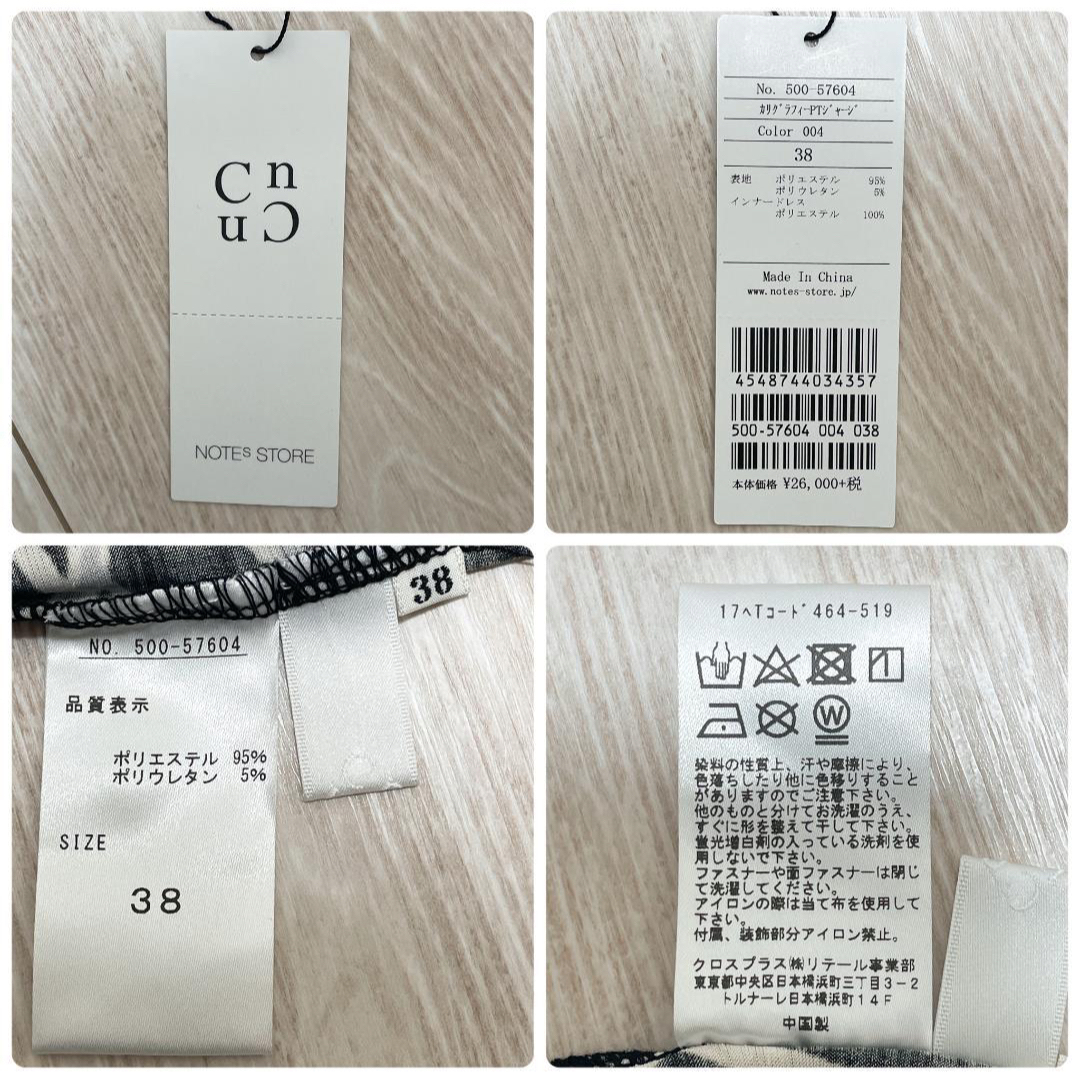 Cn
uC
NOTEs STORE
No. 500-57604
ｶﾘｸﾞﾗﾌｨｰPTｼﾞｬｰｼﾞ
Color 004
38
表地 ポリエステル 95%
ポリウレタン 5%
インナードレス
ポリエステル 100%
Made In China
www.notes-store.jp/
4548744034357
500-57604 004 038
本体価格 ¥26,000+税
38
NO. 500-57604
品質表示
ポリエステル 95%
ポリウレタン 5%
SIZE
38
17ヘTコード464-519
W
染料の性質上、汗や摩擦により、
色落ちしたり他に色移りすること
がありますのでご注意下さい。
他のものと分けてお洗濯のうえ、
すぐに形を整えて干して下さい。
蛍光増白剤の入っている洗剤を使
用しないで下さい。
ファスナーや面ファスナーは閉じ
て洗濯してください。
アイロンの際は当て布を使用して
下さい。
付属、装飾部分アイロン禁止。
クロスプラス㈱リテール事業部
東京都中央区日本橋浜町三丁目3-2
トルナーレ日本橋浜町14F
中国製